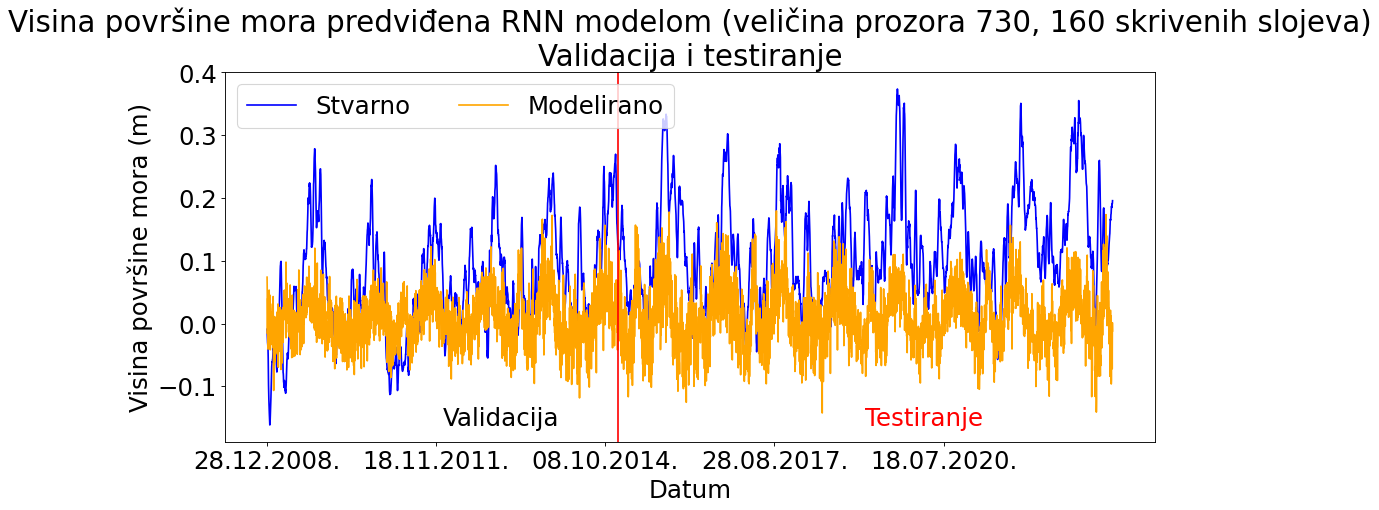 Visina površine mora predviđena RNN modelom (veličina prozora 730, 160 skrivenih slojeva)
Validacija i testiranje
Stvarno
Modelirano
Visina površine mora (m)
0.4
0.3
0.2
0.1
0.0
−0.1
Validacija
Testiranje
28.12.2008.
18.11.2011.
08.10.2014.
28.08.2017.
18.07.2020.
Datum